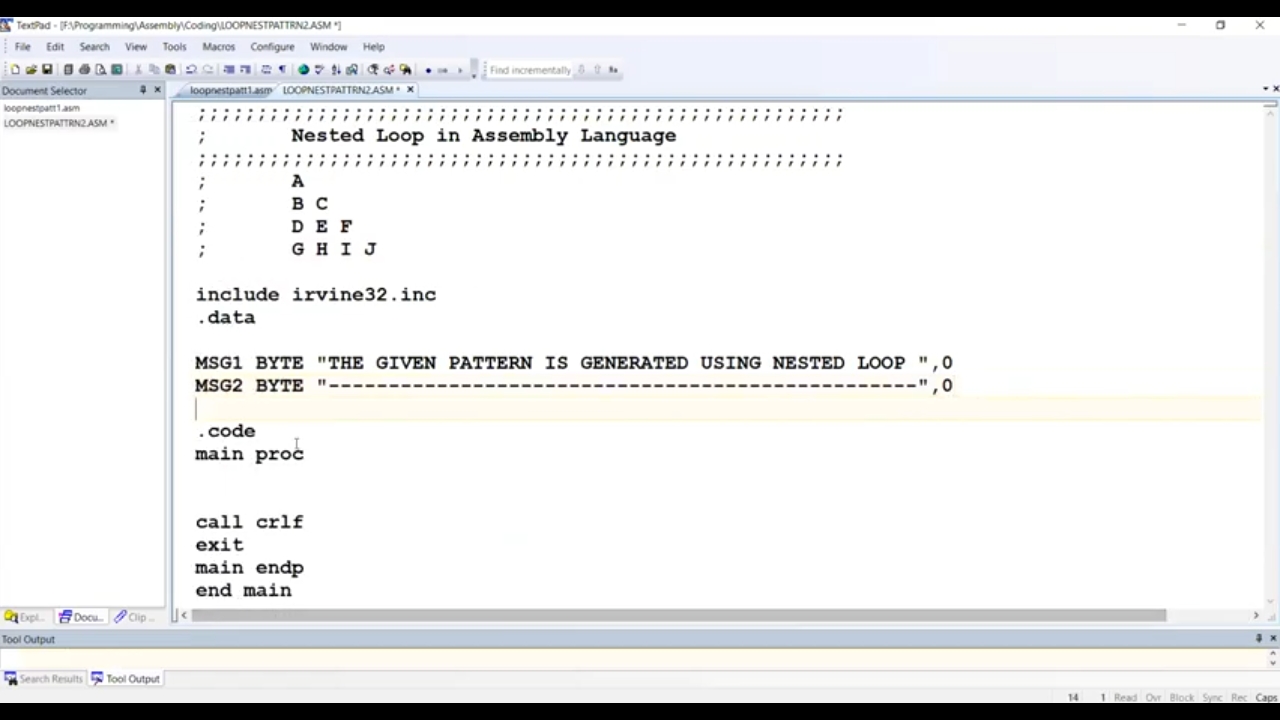 TextPad - [F:\Programming\Assembly\Coding\LOOPNESTPATTRN2.ASM *]
File Edit Search View Tools Macros Configure Window Help
Find incrementally
Document Selector
loopnestpatt1.asm LOOPNESTPATTRN2.ASM *
loopnestpatt1.asm
LOOPNESTPATTRN2.ASM *
;;;;;;;;;;;;;;;;;;;;;;;;;;;;;;;;;;;;;;;;;;;;;;;;;;;;;;
; Nested Loop in Assembly Language
;;;;;;;;;;;;;;;;;;;;;;;;;;;;;;;;;;;;;;;;;;;;;;;;;;;;;;
; A
; B C
; D E F
; G H I J
include irvine32.inc
.data
MSG1 BYTE "THE GIVEN PATTERN IS GENERATED USING NESTED LOOP ",0
MSG2 BYTE "-------------------------------------------------",0
.code
main proc
call crlf
exit
main endp
end main
Expl... Docu... Clip ...
Tool Output
Search Results Tool Output
14 1 Read Ovr Block Sync Rec Caps